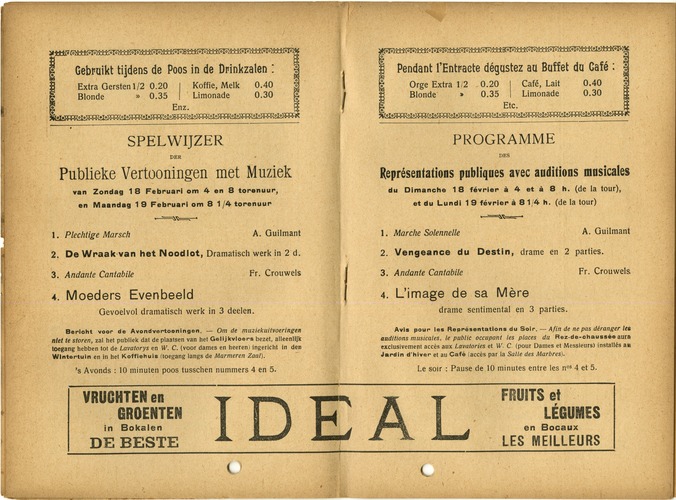 Gebruikt tijdens de Poos in de Drinkzalen :
Extra Gersten 1/2 0.20 | Koffie, Melk 0.40
Blonde » 0.35 | Limonade 0.30
Enz.
SPELWIJZER
DER
Publieke Vertooningen met Muziek
van Zondag 18 Februari om 4 en 8 torenuur,
en Maandag 19 Februari om 8 1/4 torenuur
1. Plechtige Marsch A. Guilmant
2. De Wraak van het Noodlot, Dramatisch werk in 2 d.
3. Andante Cantabile Fr. Crouwels
4. Moeders Evenbeeld
Gevoelvol dramatisch werk in 3 deelen.
Bericht voor de Avondvertooningen. — Om de muziekuitvoeringen
niet te storen, zal het publiek dat de plaatsen van het Gelijkvloers bezet, alleenlijk
toegang hebben tot de Lavatorys en W. C. (voor dames en heeren) ingericht in den
Wintertuin en in het Koffiehuis (toegang langs de Marmeren Zaal).
's Avonds : 10 minuten poos tusschen nummers 4 en 5.
Pendant l'Entracte dégustez au Buffet du Café :
Orge Extra 1/2 . 0.20 | Café, Lait 0.40
Blonde » 0.35 | Limonade 0.30
Etc.
PROGRAMME
DES
Représentations publiques avec auditions musicales
du Dimanche 18 février à 4 et à 8 h. (de la tour),
et du Lundi 19 février à 8 1/4 h. (de la tour)
1. Marche Solennelle A. Guilmant
2. Vengeance du Destin, drame en 2 parties.
3. Andante Cantabile Fr. Crouwels
4. L'image de sa Mère
drame sentimental en 3 parties.
Avis pour les Représentations du Soir. — Afin de ne pas déranger les
auditions musicales, le public occupant les places du Rez-de-chaussée aura
exclusivement accès aux Lavatories et W. C. (pour Dames et Messieurs) installés au
Jardin d'hiver et au Café (accès par la Salle des Marbres).
Le soir : Pause de 10 minutes entre les nos 4 et 5.
VRUCHTEN en
GROENTEN
in Bokalen
DE BESTE
IDEAL
FRUITS et
LÉGUMES
en Bocaux
LES MEILLEURS